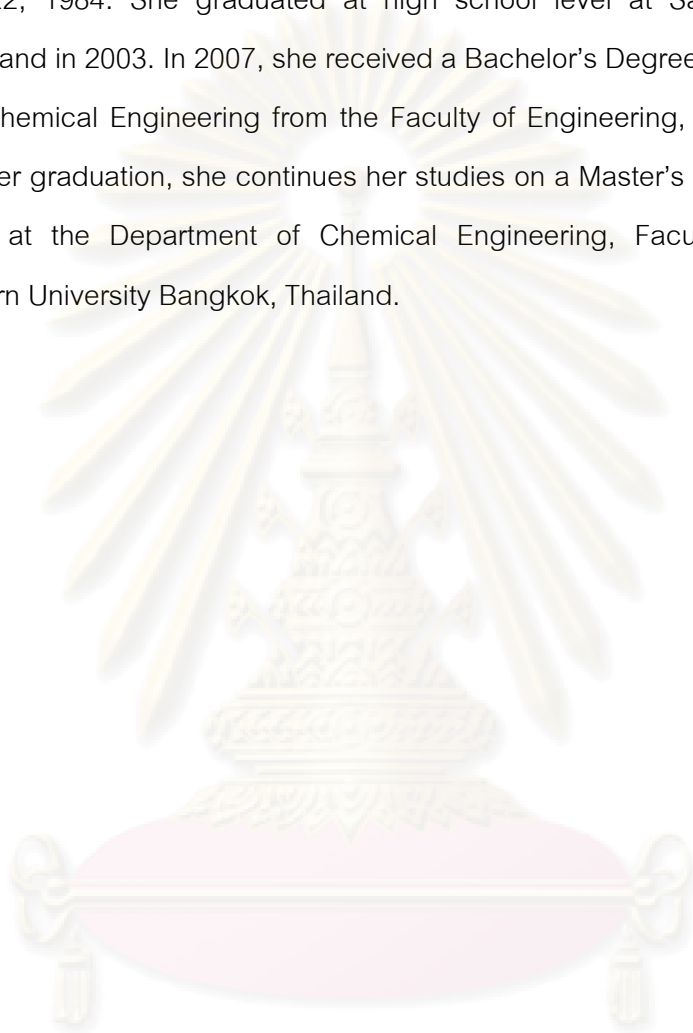 1984. She graduated at high school level at
and in 2003. In 2007, she received a Bachelor's Degree
hemical Engineering from the Faculty of Engineering,
er graduation, she continues her studies on a Master's
at the Department of Chemical Engineering, Facu
rn University Bangkok, Thailand.